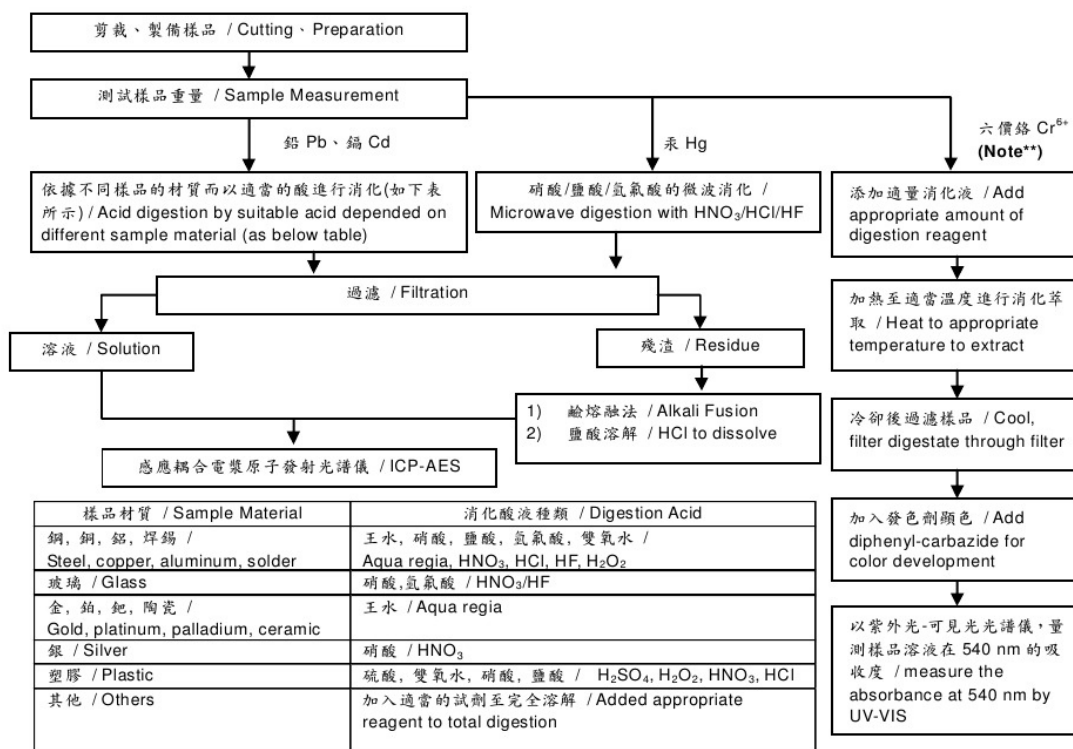 剪裁、製備樣品 / Cutting、Preparation
測試樣品重量 / Sample Measurement
鉛 Pb、鎘 Cd
汞 Hg
六價鉻 Cr⁶⁺
(Note**)
依據不同樣品的材質而以適當的酸進行消化(如下表
所示) / Acid digestion by suitable acid depended on
different sample material (as below table)
硝酸/鹽酸/氫氟酸的微波消化 /
Microwave digestion with HNO₃/HCl/HF
添加適量消化液 / Add
appropriate amount of
digestion reagent
過濾 / Filtration
加熱至適當溫度進行消化萃
取 / Heat to appropriate
temperature to extract
溶液 / Solution
殘渣 / Residue
1) 鹼熔融法 / Alkali Fusion
2) 鹽酸溶解 / HCl to dissolve
冷卻後過濾樣品 / Cool,
filter digestate through filter
感應耦合電漿原子發射光譜儀 / ICP-AES
加入發色劑顯色 / Add
diphenyl-carbazide for
color development
以紫外光-可見光光譜儀，量
測樣品溶液在 540 nm 的吸
收度 / measure the
absorbance at 540 nm by
UV-VIS
樣品材質 / Sample Material 消化酸液種類 / Digestion Acid
鋼, 銅, 鋁, 焊錫 /
Steel, copper, aluminum, solder
王水, 硝酸, 鹽酸, 氫氟酸, 雙氧水 /
Aqua regia, HNO₃, HCl, HF, H₂O₂
玻璃 / Glass 硝酸,氫氟酸 / HNO₃/HF
金, 鉑, 鈀, 陶瓷 /
Gold, platinum, palladium, ceramic
王水 / Aqua regia
銀 / Silver 硝酸 / HNO₃
塑膠 / Plastic 硫酸, 雙氧水, 硝酸, 鹽酸 / H₂SO₄, H₂O₂, HNO₃, HCl
其他 / Others 加入適當的試劑至完全溶解 / Added appropriate
reagent to total digestion